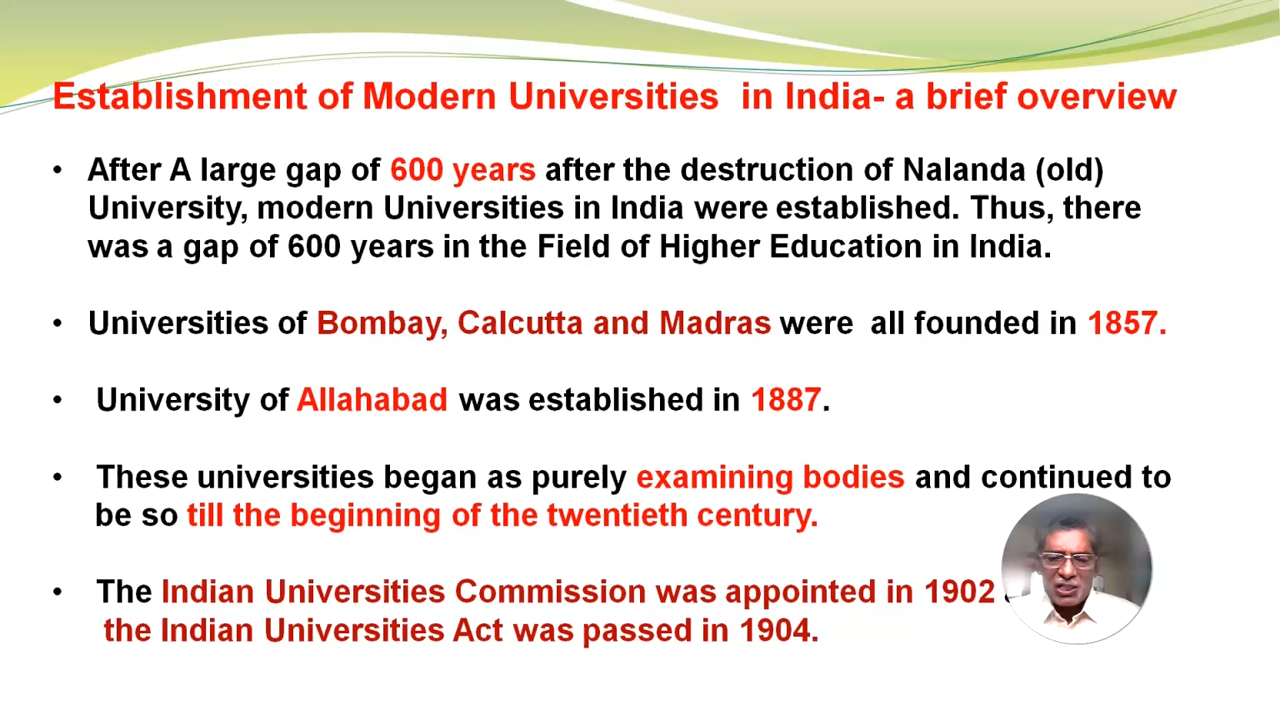 Establishment of Modern Universities in India- a brief overview
• After A large gap of 600 years after the destruction of Nalanda (old)
University, modern Universities in India were established. Thus, there
was a gap of 600 years in the Field of Higher Education in India.
• Universities of Bombay, Calcutta and Madras were all founded in 1857.
• University of Allahabad was established in 1887.
• These universities began as purely examining bodies and continued to
be so till the beginning of the twentieth century.
• The Indian Universities Commission was appointed in 1902
the Indian Universities Act was passed in 1904.